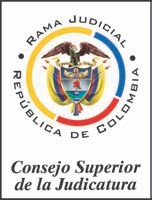 RAMA JUDICIAL
REPÚBLICA DE COLOMBIA
Consejo Superior
de la Judicatura